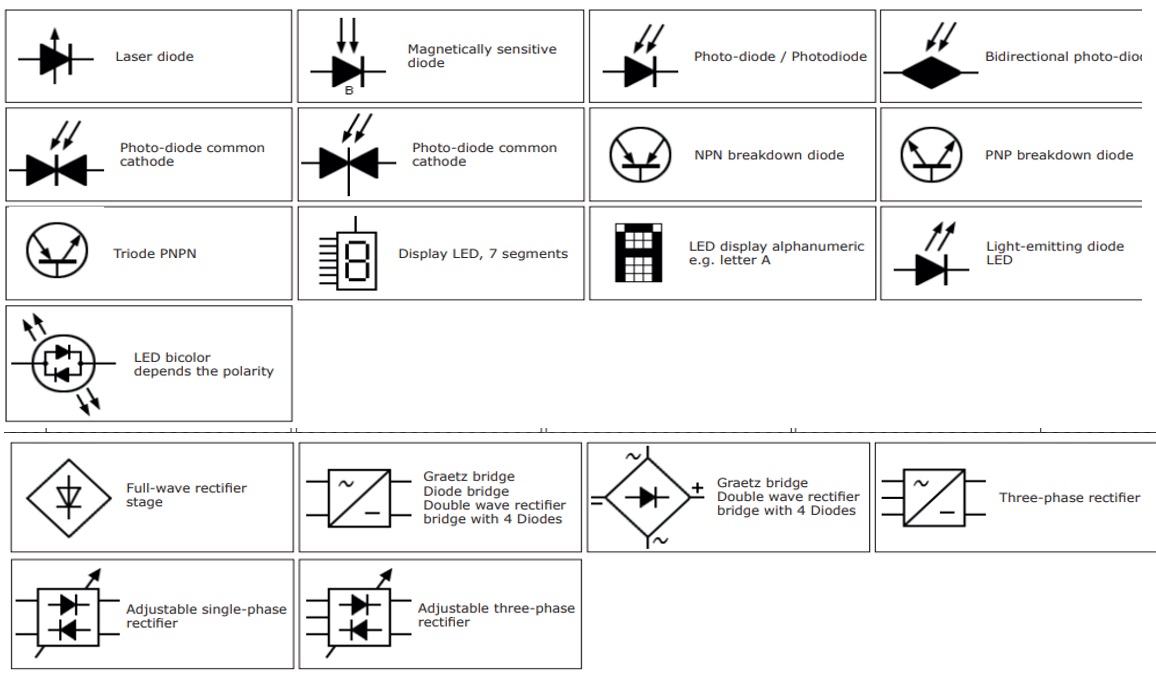 Laser diode
Magnetically sensitive
diode
B
Photo-diode / Photodiode
Bidirectional photo-dio
Photo-diode common
cathode
Photo-diode common
cathode
NPN breakdown diode
PNP breakdown diode
Triode PNPN
8
Display LED, 7 segments
A
LED display alphanumeric
e.g. letter A
Light-emitting diode
LED
LED bicolor
depends the polarity
Full-wave rectifier
stage
~
–
Graetz bridge
Diode bridge
Double wave rectifier
bridge with 4 Diodes
~
=
+
~
Graetz bridge
Double wave rectifier
bridge with 4 Diodes
~
–
Three-phase rectifier
Adjustable single-phase
rectifier
Adjustable three-phase
rectifier